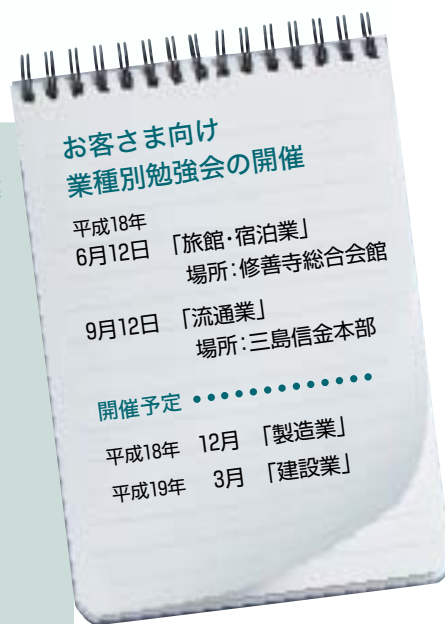 お客さま向け
業種別勉強会の開催
平成18年
6月12日 「旅館・宿泊業」
場所:修善寺総合会館
9月12日 「流通業」
場所:三島信金本部
開催予定 ・・・・・・・・・・・・・
平成18年 12月 「製造業」
平成19年 3月 「建設業」